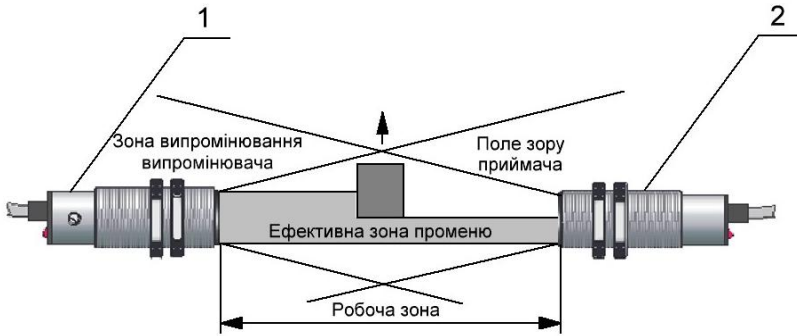 1
2
Зона випромінювання
випромінювача
Поле зору
приймача
Ефективна зона променю
Робоча зона